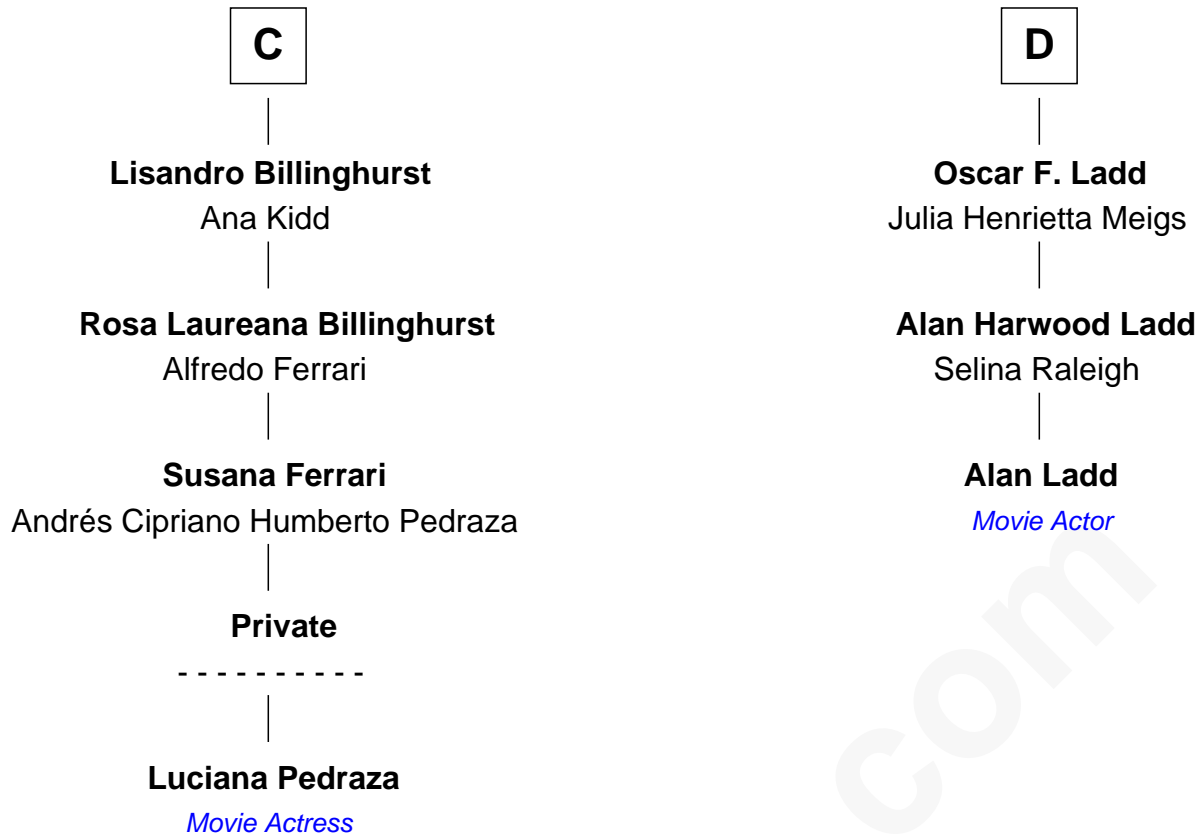 C
Lisandro Billinghurst
Ana Kidd
Rosa Laureana Billinghurst
Alfredo Ferrari
Susana Ferrari
Andrés Cipriano Humberto Pedraza
Private
- - - - - - - - - -
Luciana Pedraza
Movie Actress
D
Oscar F. Ladd
Julia Henrietta Meigs
Alan Harwood Ladd
Selina Raleigh
Alan Ladd
Movie Actor
com